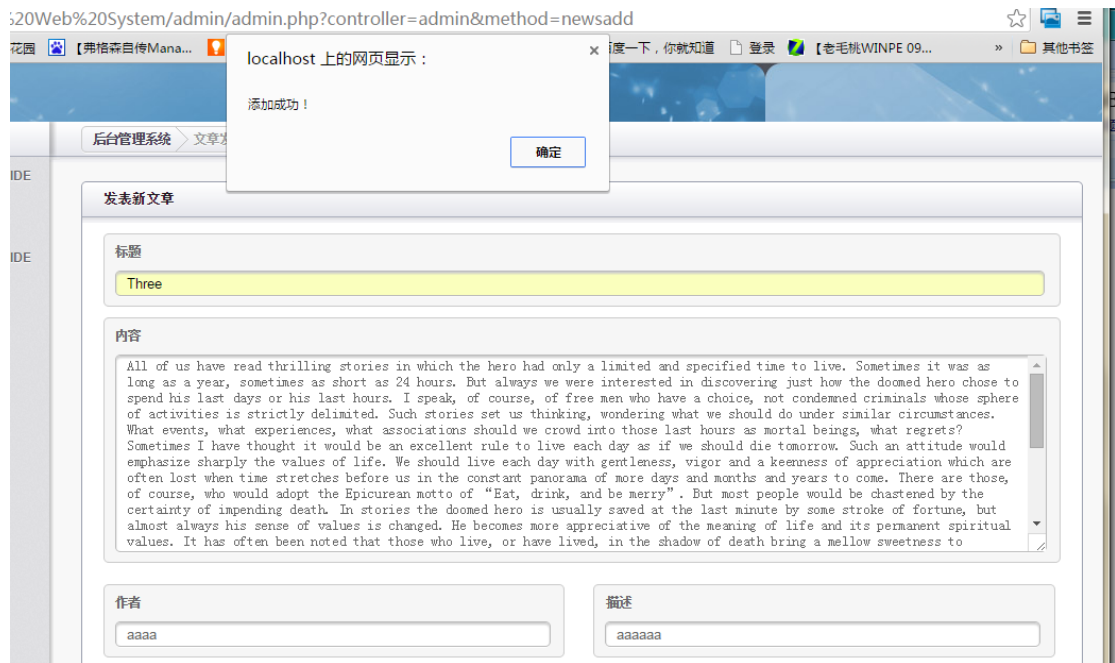 %20Web%20System/admin/admin.php?controller=admin&method=newsadd
花园 【弗格森自传Mana... 百度一下，你就知道 登录 【老毛桃WINPE 09... » 其他书签
localhost 上的网页显示：
×
添加成功！
确定
后台管理系统 文章发
IDE
发表新文章
IDE
标题
Three
内容
All of us have read thrilling stories in which the hero had only a limited and specified time to live. Sometimes it was as
long as a year, sometimes as short as 24 hours. But always we were interested in discovering just how the doomed hero chose to
spend his last days or his last hours. I speak, of course, of free men who have a choice, not condemned criminals whose sphere
of activities is strictly delimited. Such stories set us thinking, wondering what we should do under similar circumstances.
What events, what experiences, what associations should we crowd into those last hours as mortal beings, what regrets?
Sometimes I have thought it would be an excellent rule to live each day as if we should die tomorrow. Such an attitude would
emphasize sharply the values of life. We should live each day with gentleness, vigor and a keenness of appreciation which are
often lost when time stretches before us in the constant panorama of more days and months and years to come. There are those,
of course, who would adopt the Epicurean motto of “Eat, drink, and be merry”. But most people would be chastened by the
certainty of impending death. In stories the doomed hero is usually saved at the last minute by some stroke of fortune, but
almost always his sense of values is changed. He becomes more appreciative of the meaning of life and its permanent spiritual
values. It has often been noted that those who live, or have lived, in the shadow of death bring a mellow sweetness to
作者 描述
aaaa aaaaaa